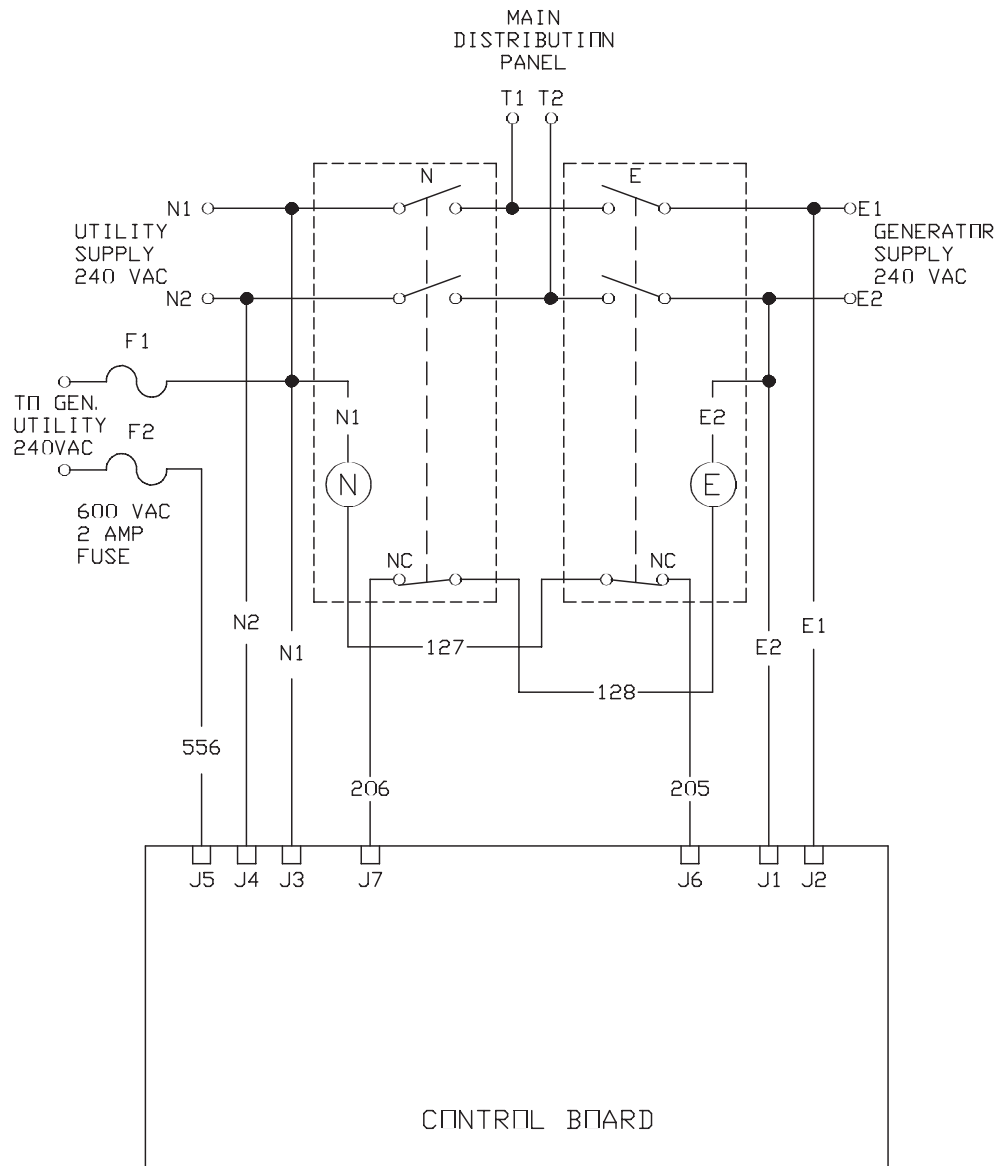 MAIN
DISTRIBUTION
PANEL
T1 T2
N E
N1
E1
UTILITY
SUPPLY
240 VAC
GENERATOR
SUPPLY
240 VAC
N2
E2
F1
TO GEN.
UTILITY
240VAC
F2
N1
E2
N
E
600 VAC
2 AMP
FUSE
NC
NC
N2
N1
127
128
E2
E1
556
206
205
J5 J4 J3 J7 J6 J1 J2
CONTROL BOARD